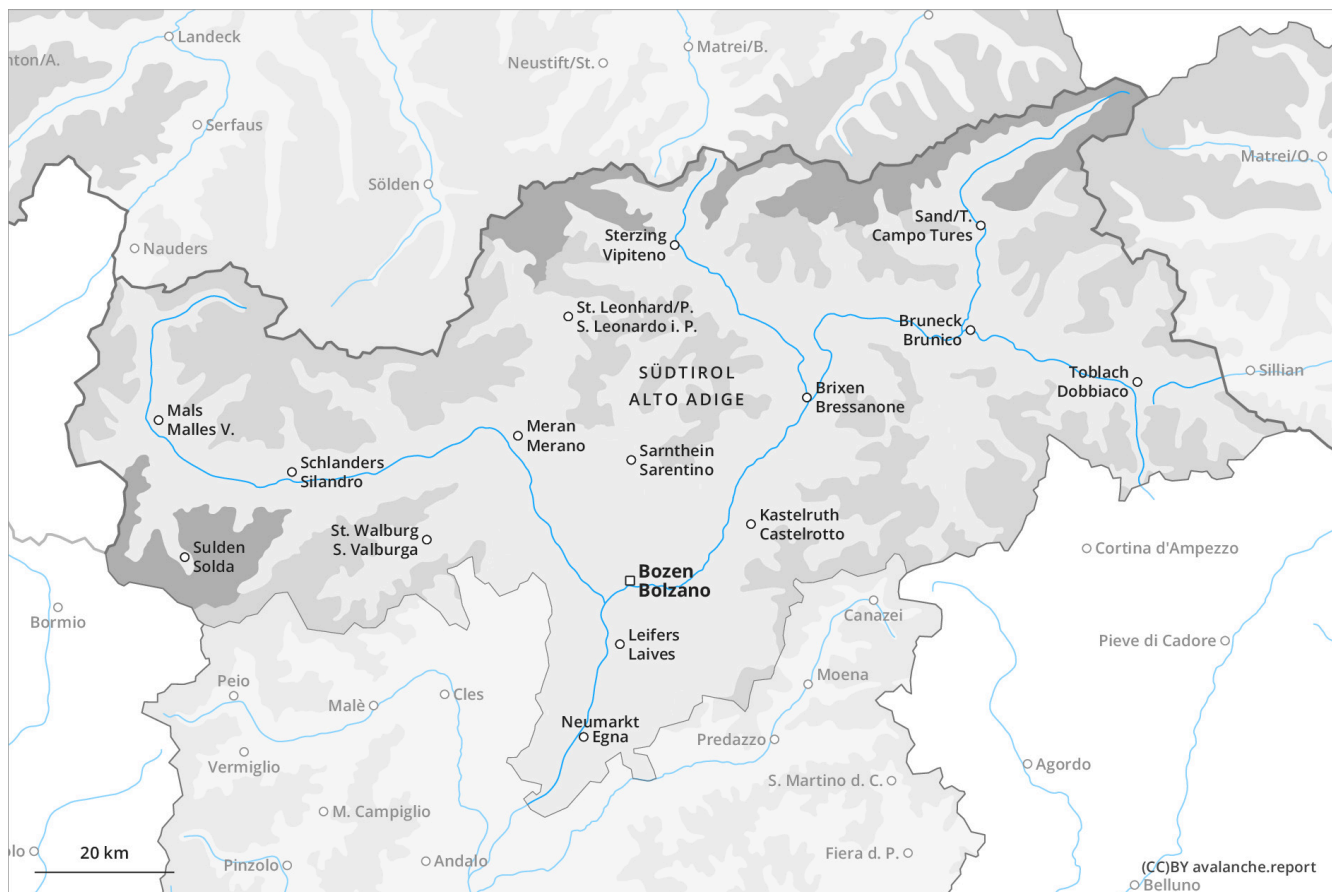 Landeck
nton/A.
Neustift/St.
Matrei/B.
Serfaus
Matrei/O.
Sölden
Nauders
Sterzing
Vipiteno
Sand/T.
Campo Tures
St. Leonhard/P.
S. Leonardo i. P.
Bruneck
Brunico
SÜDTIROL
ALTO ADIGE
Toblach
Dobbiaco
Sillian
Brixen
Bressanone
Mals
Malles V.
Meran
Merano
Schlanders
Silandro
Sarnthein
Sarentino
Kastelruth
Castelrotto
St. Walburg
S. Valburga
Sulden
Solda
Cortina d'Ampezzo
Bozen
Bolzano
Bormio
Canazei
Leifers
Laives
Pieve di Cadore
Peio
Malè
Cles
Moena
Neumarkt
Egna
Predazzo
Vermiglio
Agordo
S. Martino d. C.
M. Campiglio
20 km
olo
Pinzolo
Andalo
Fiera d. P.
(CC)BY avalanche.report
Belluno